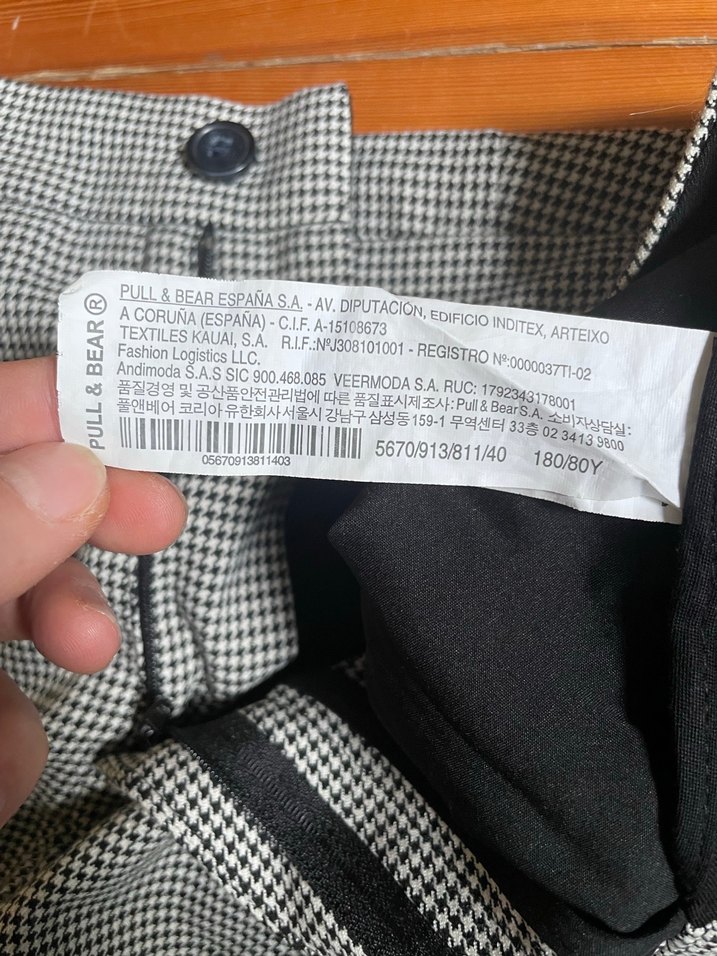 PULL & BEAR®
PULL & BEAR ESPAÑA S.A. - AV. DIPUTACIÓN, EDIFICIO INDITEX, ARTEIXO
A CORUÑA (ESPAÑA) - C.I.F. A-15108673
TEXTILES KAUAI, S.A. R.I.F.:NºJ308101001 - REGISTRO Nº:0000037TI-02
Fashion Logistics LLC.
Andimoda S.A.S SIC 900.468.085 VEERMODA S.A. RUC: 1792343178001
품질경영 및 공산품안전관리법에 따른 품질표시제조사: Pull & Bear S.A. 소비자상담실:
풀앤베어 코리아 유한회사 서울시 강남구 삼성동 159-1 무역센터 33층 02 3413 9800
05670913811403
5670/913/811/40 180/80Y